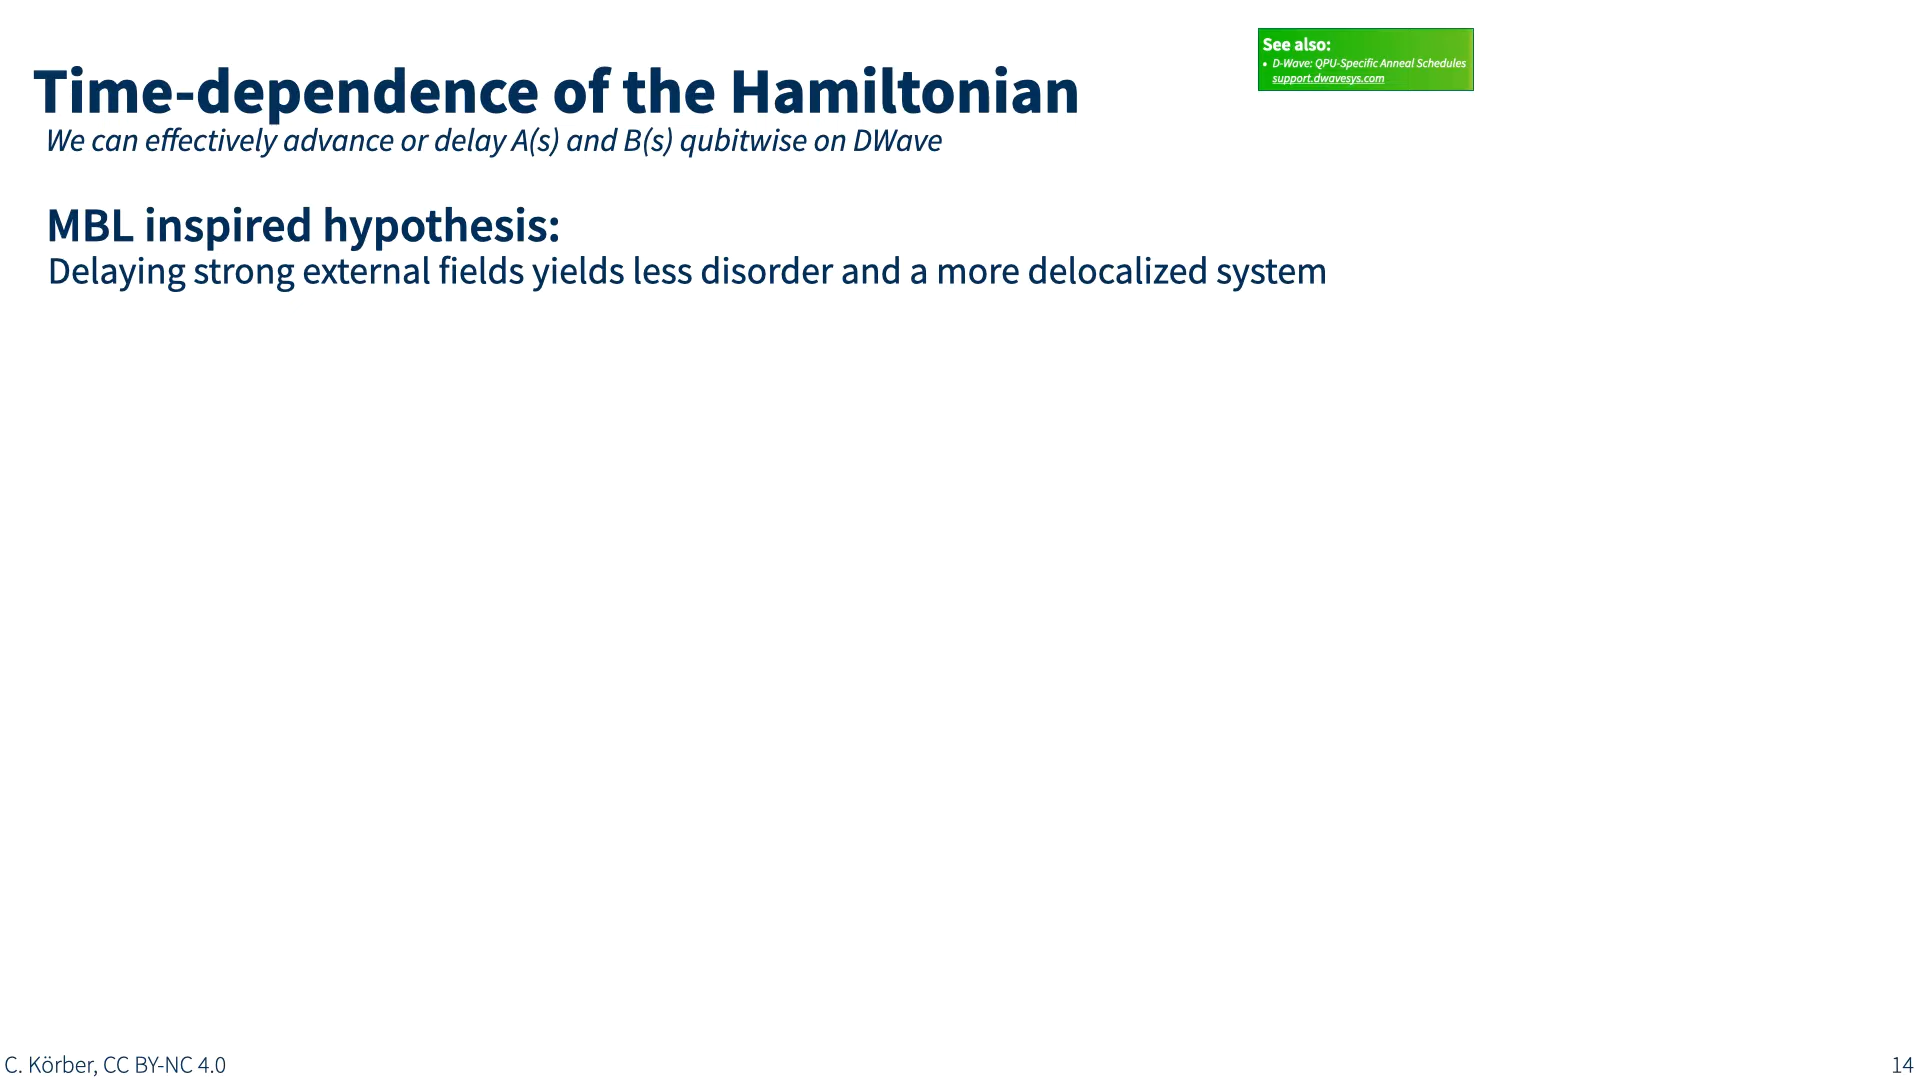 Time-dependence of the Hamiltonian
We can effectively advance or delay A(s) and B(s) qubitwise on DWave
See also:
• D-Wave: QPU-Specific Anneal Schedules
support.dwavesys.com
MBL inspired hypothesis:
Delaying strong external fields yields less disorder and a more delocalized system
C. Körber, CC BY-NC 4.0
14